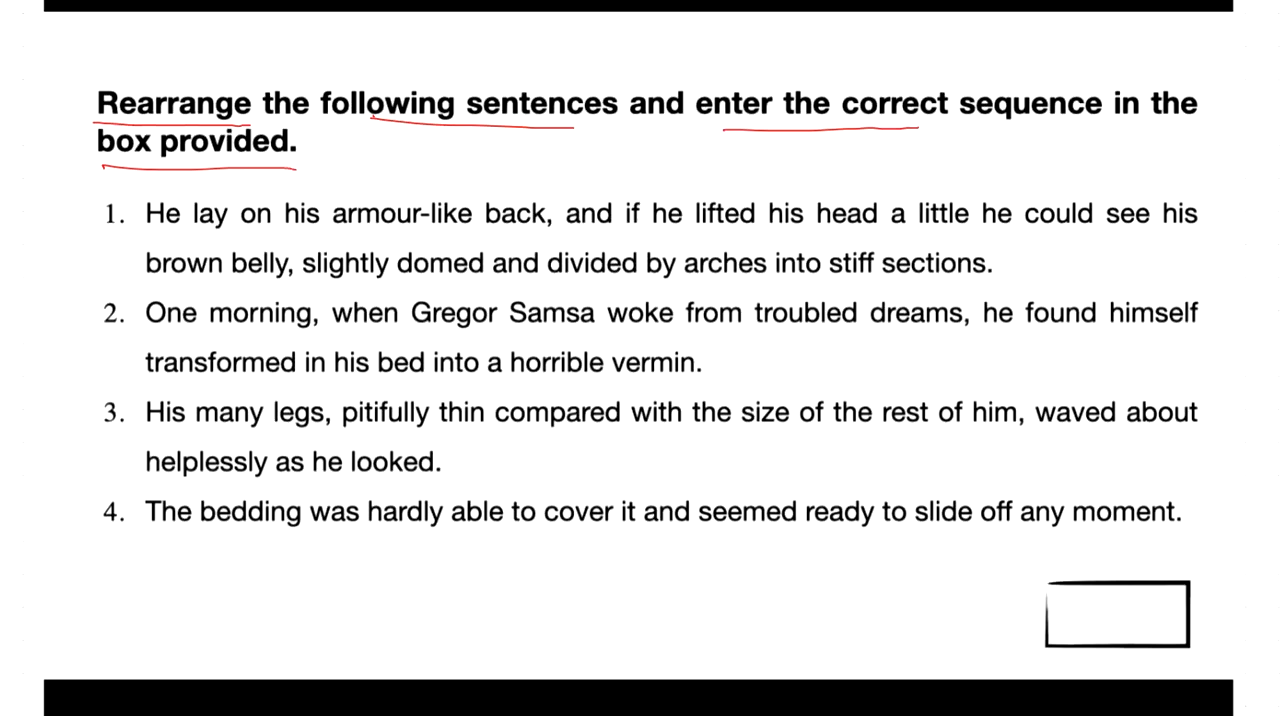 Rearrange the following sentences and enter the correct sequence in the
box provided.
1. He lay on his armour-like back, and if he lifted his head a little he could see his
brown belly, slightly domed and divided by arches into stiff sections.
2. One morning, when Gregor Samsa woke from troubled dreams, he found himself
transformed in his bed into a horrible vermin.
3. His many legs, pitifully thin compared with the size of the rest of him, waved about
helplessly as he looked.
4. The bedding was hardly able to cover it and seemed ready to slide off any moment.